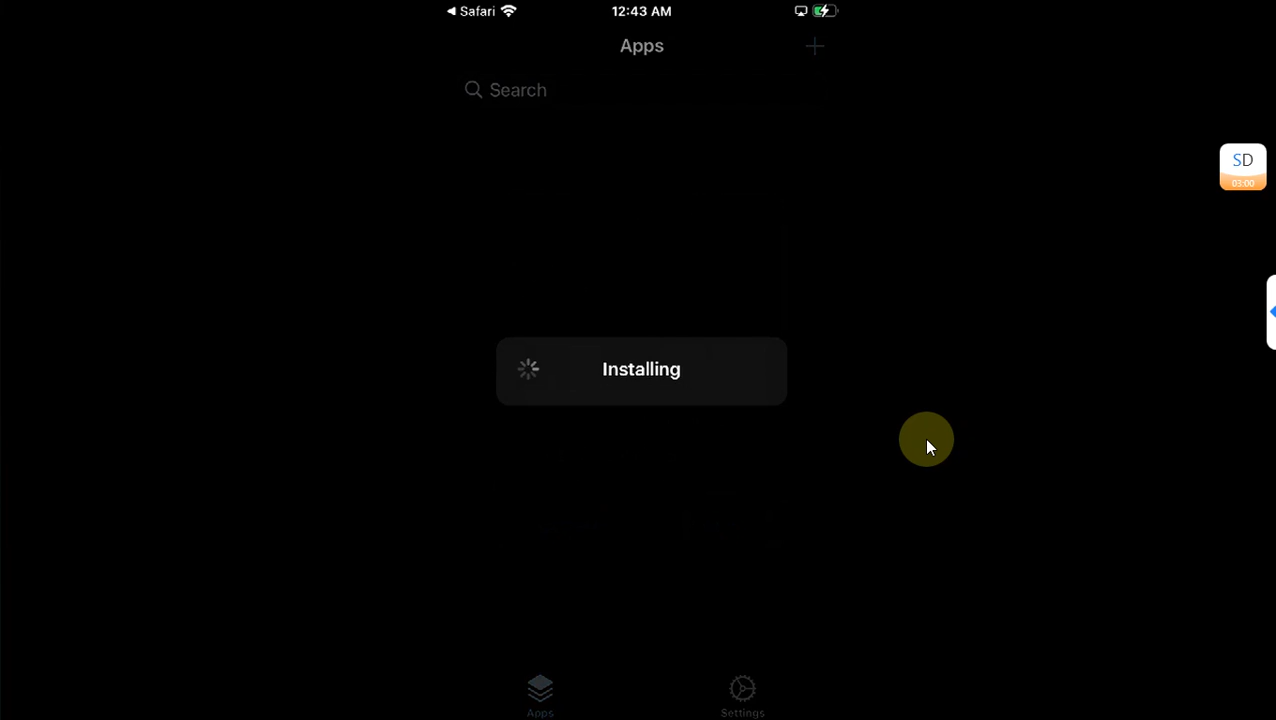 ◀ Safari 12:43 AM
Apps
Search
SD
03:00
Installing
Apps Settings